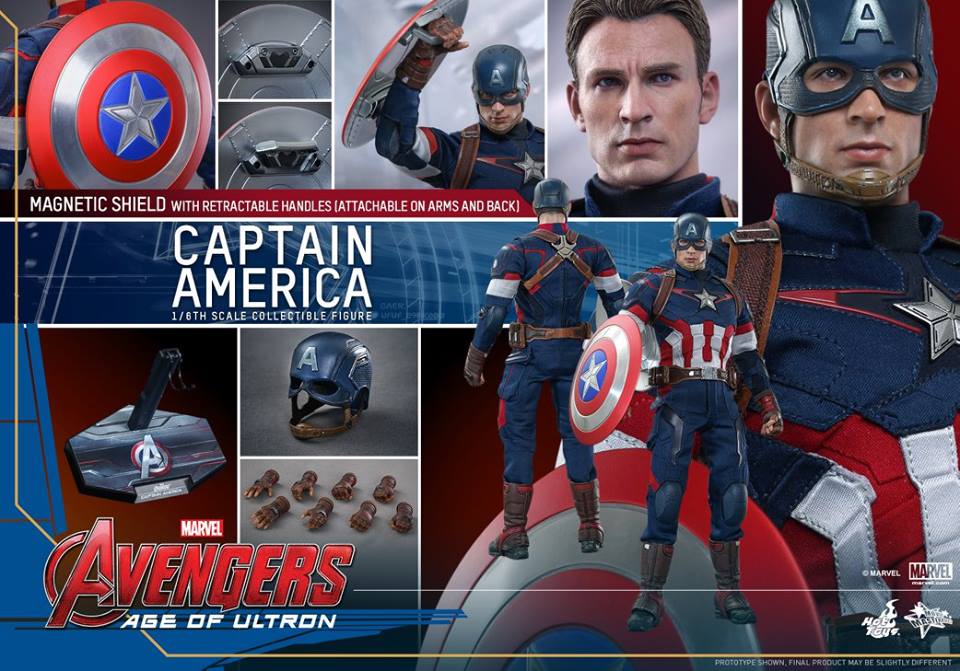 A
A
MAGNETIC SHIELD WITH RETRACTABLE HANDLES (ATTACHABLE ON ARMS AND BACK)
CAPTAIN
AMERICA
1/6TH SCALE COLLECTIBLE FIGURE
A
A
A
CAPTAIN AMERICA
MARVEL
AVENGERS
AGE OF ULTRON
© MARVEL
MARVEL
marvel.com
HOT TOYS
MOVIE MASTERPIECE
PROTOTYPE SHOWN, FINAL PRODUCT MAY BE SLIGHTLY DIFFERENT